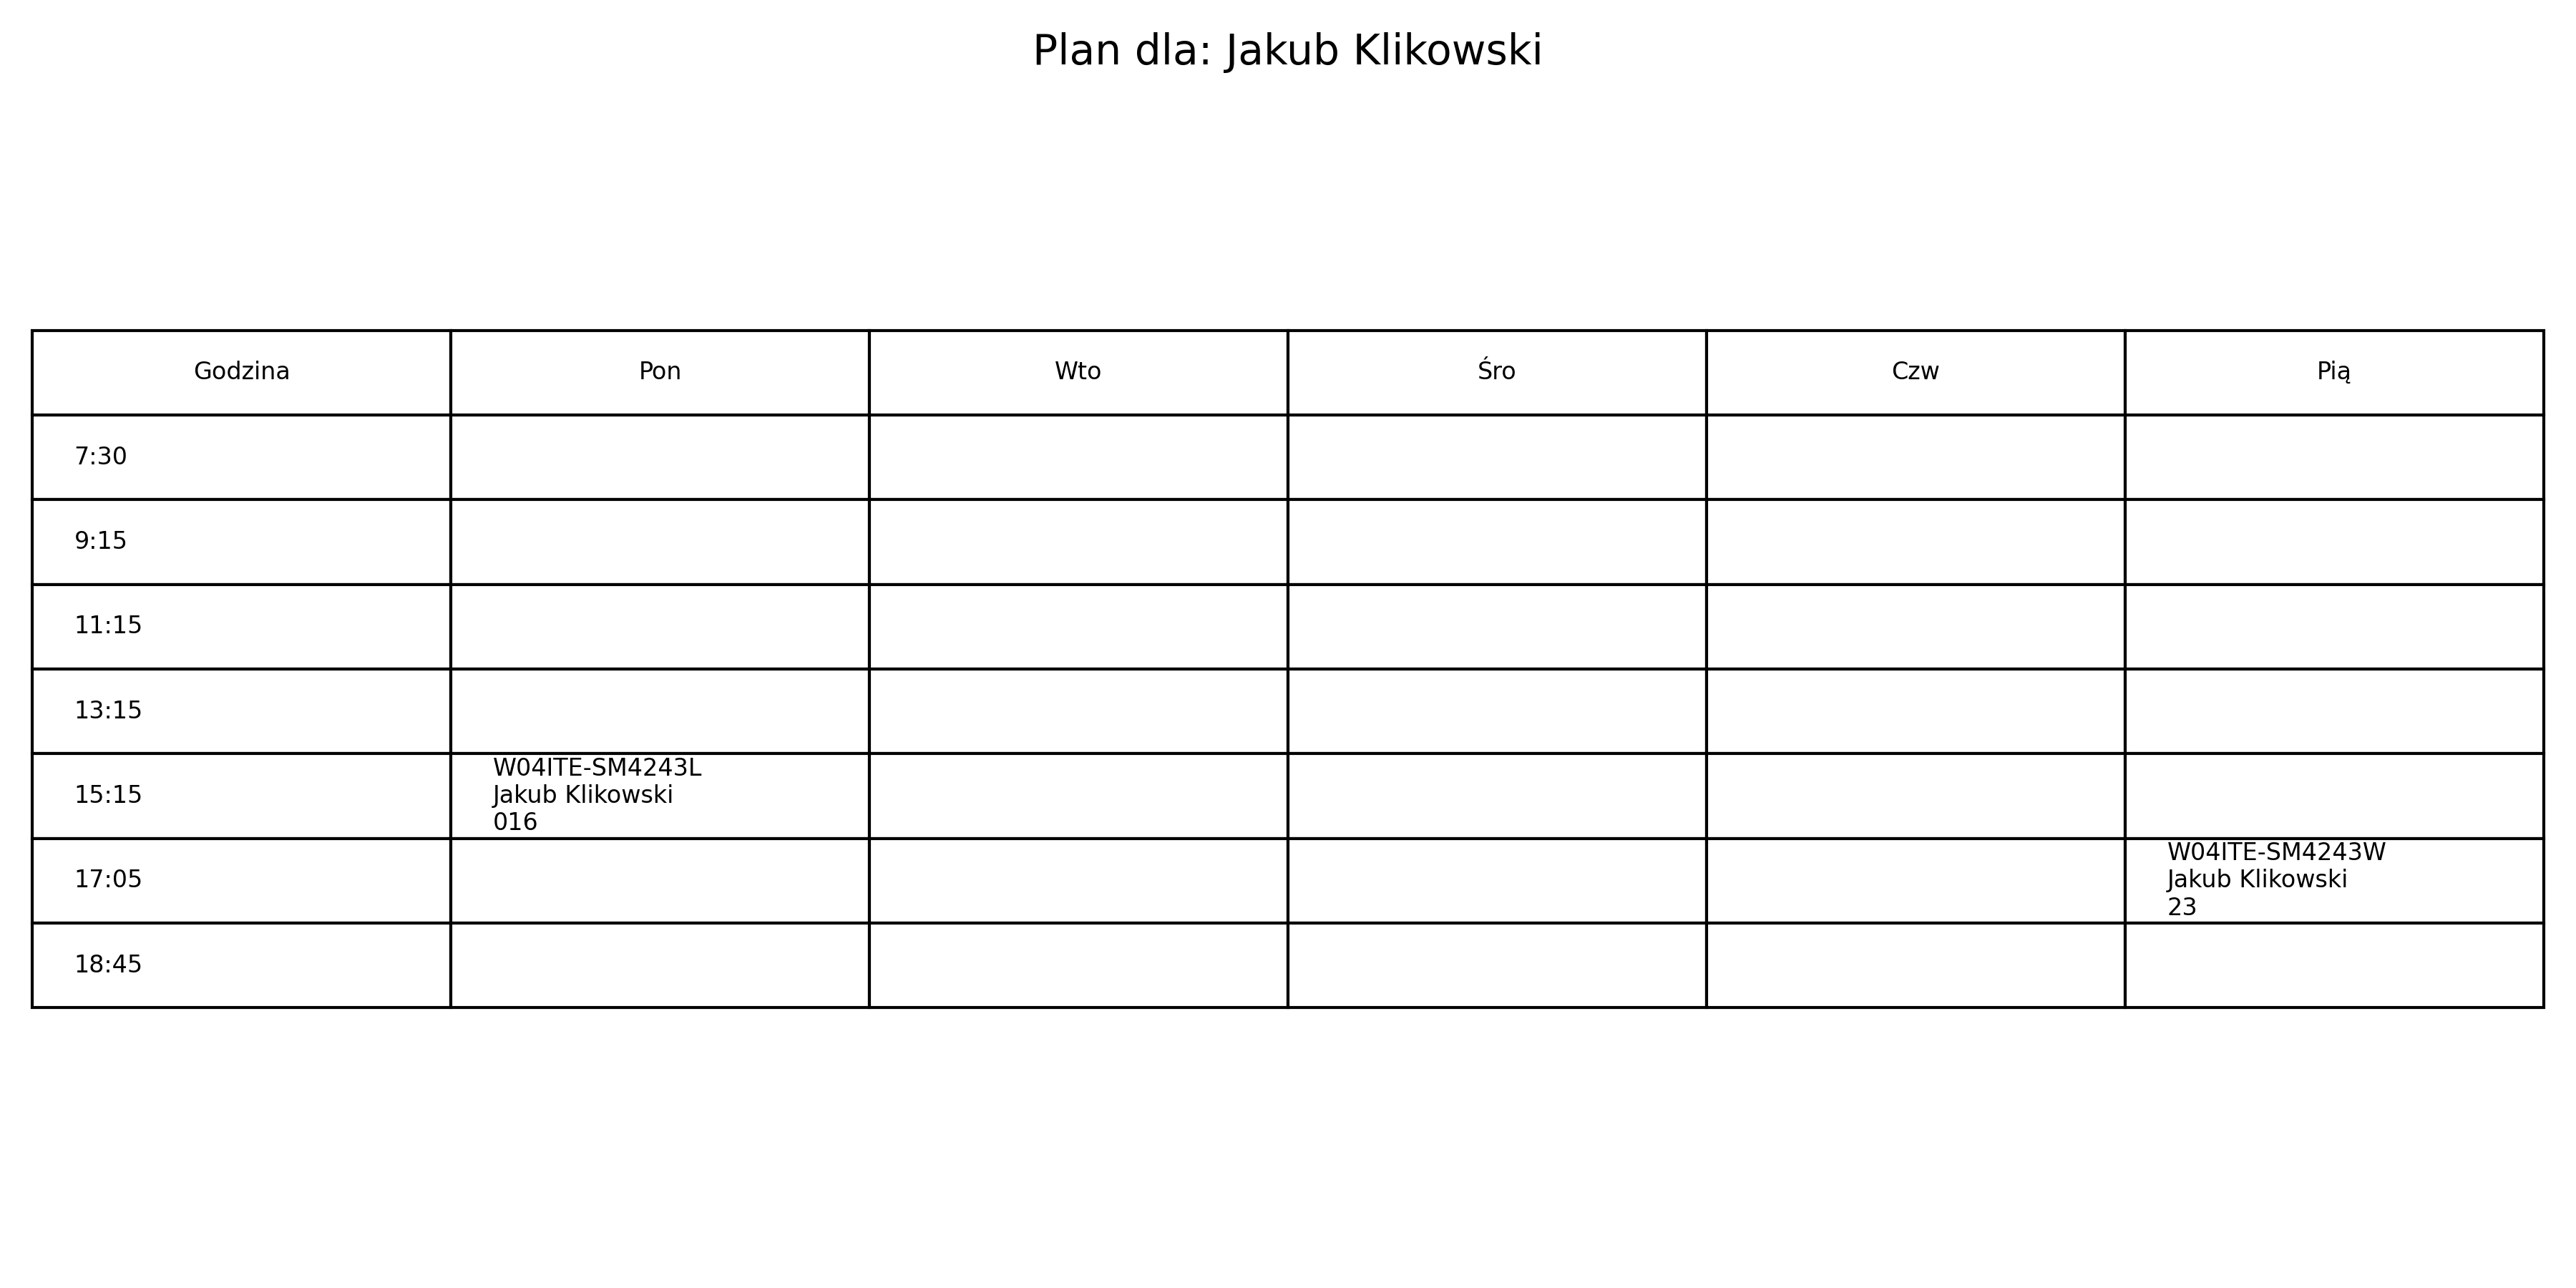 Plan dla: Jakub Klikowski
Godzina Pon Wto Śro Czw Pią
7:30
9:15
11:15
13:15
15:15
W04ITE-SM4243L
Jakub Klikowski
016
17:05
W04ITE-SM4243W
Jakub Klikowski
23
18:45